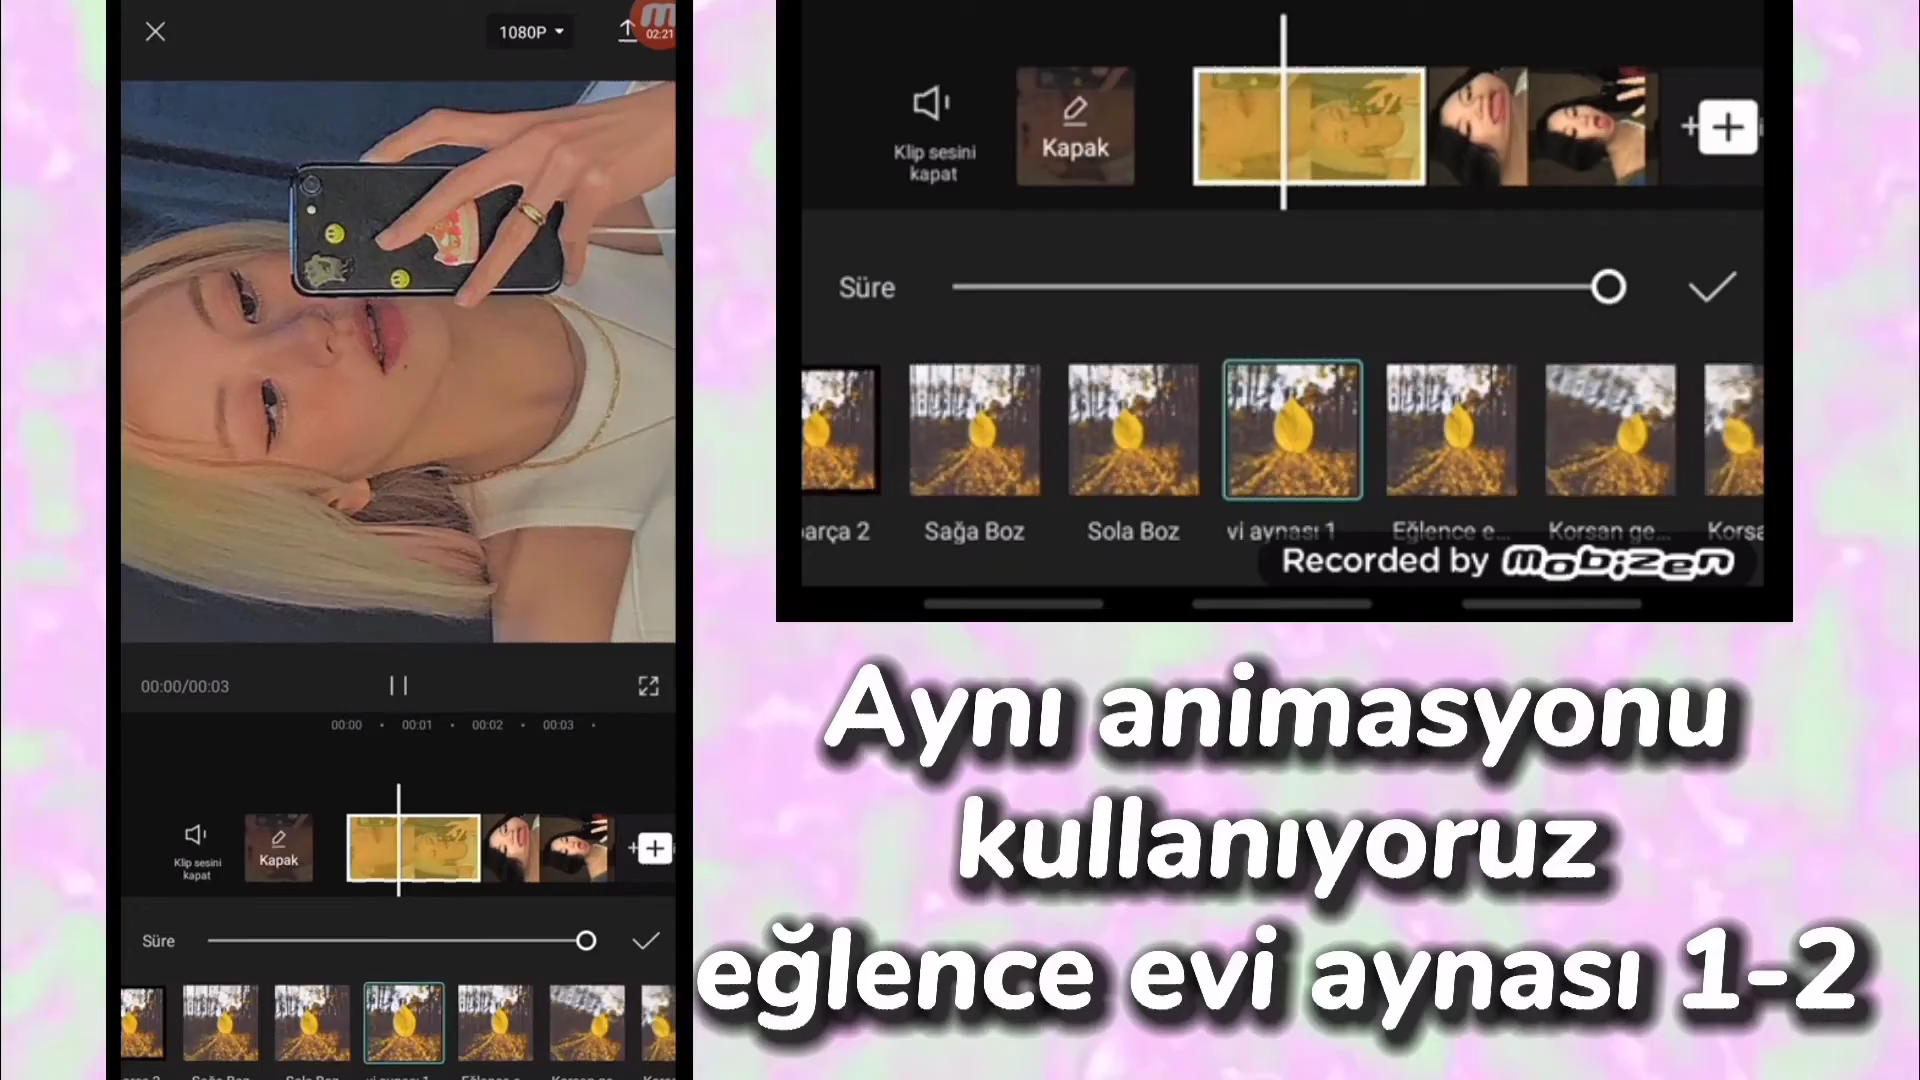 1080P
02:21
00:00/00:03
00:00 00:01 00:02 00:03
Klip sesini
kapat
Kapak
Süre
Klip sesini
kapat
Kapak
Süre
arça 2 Sağa Boz Sola Boz vi aynası 1 Eğlence e... Korsan ge... Korsa
Recorded by mobizen
Aynı animasyonu
kullanıyoruz
eğlence evi aynası 1-2